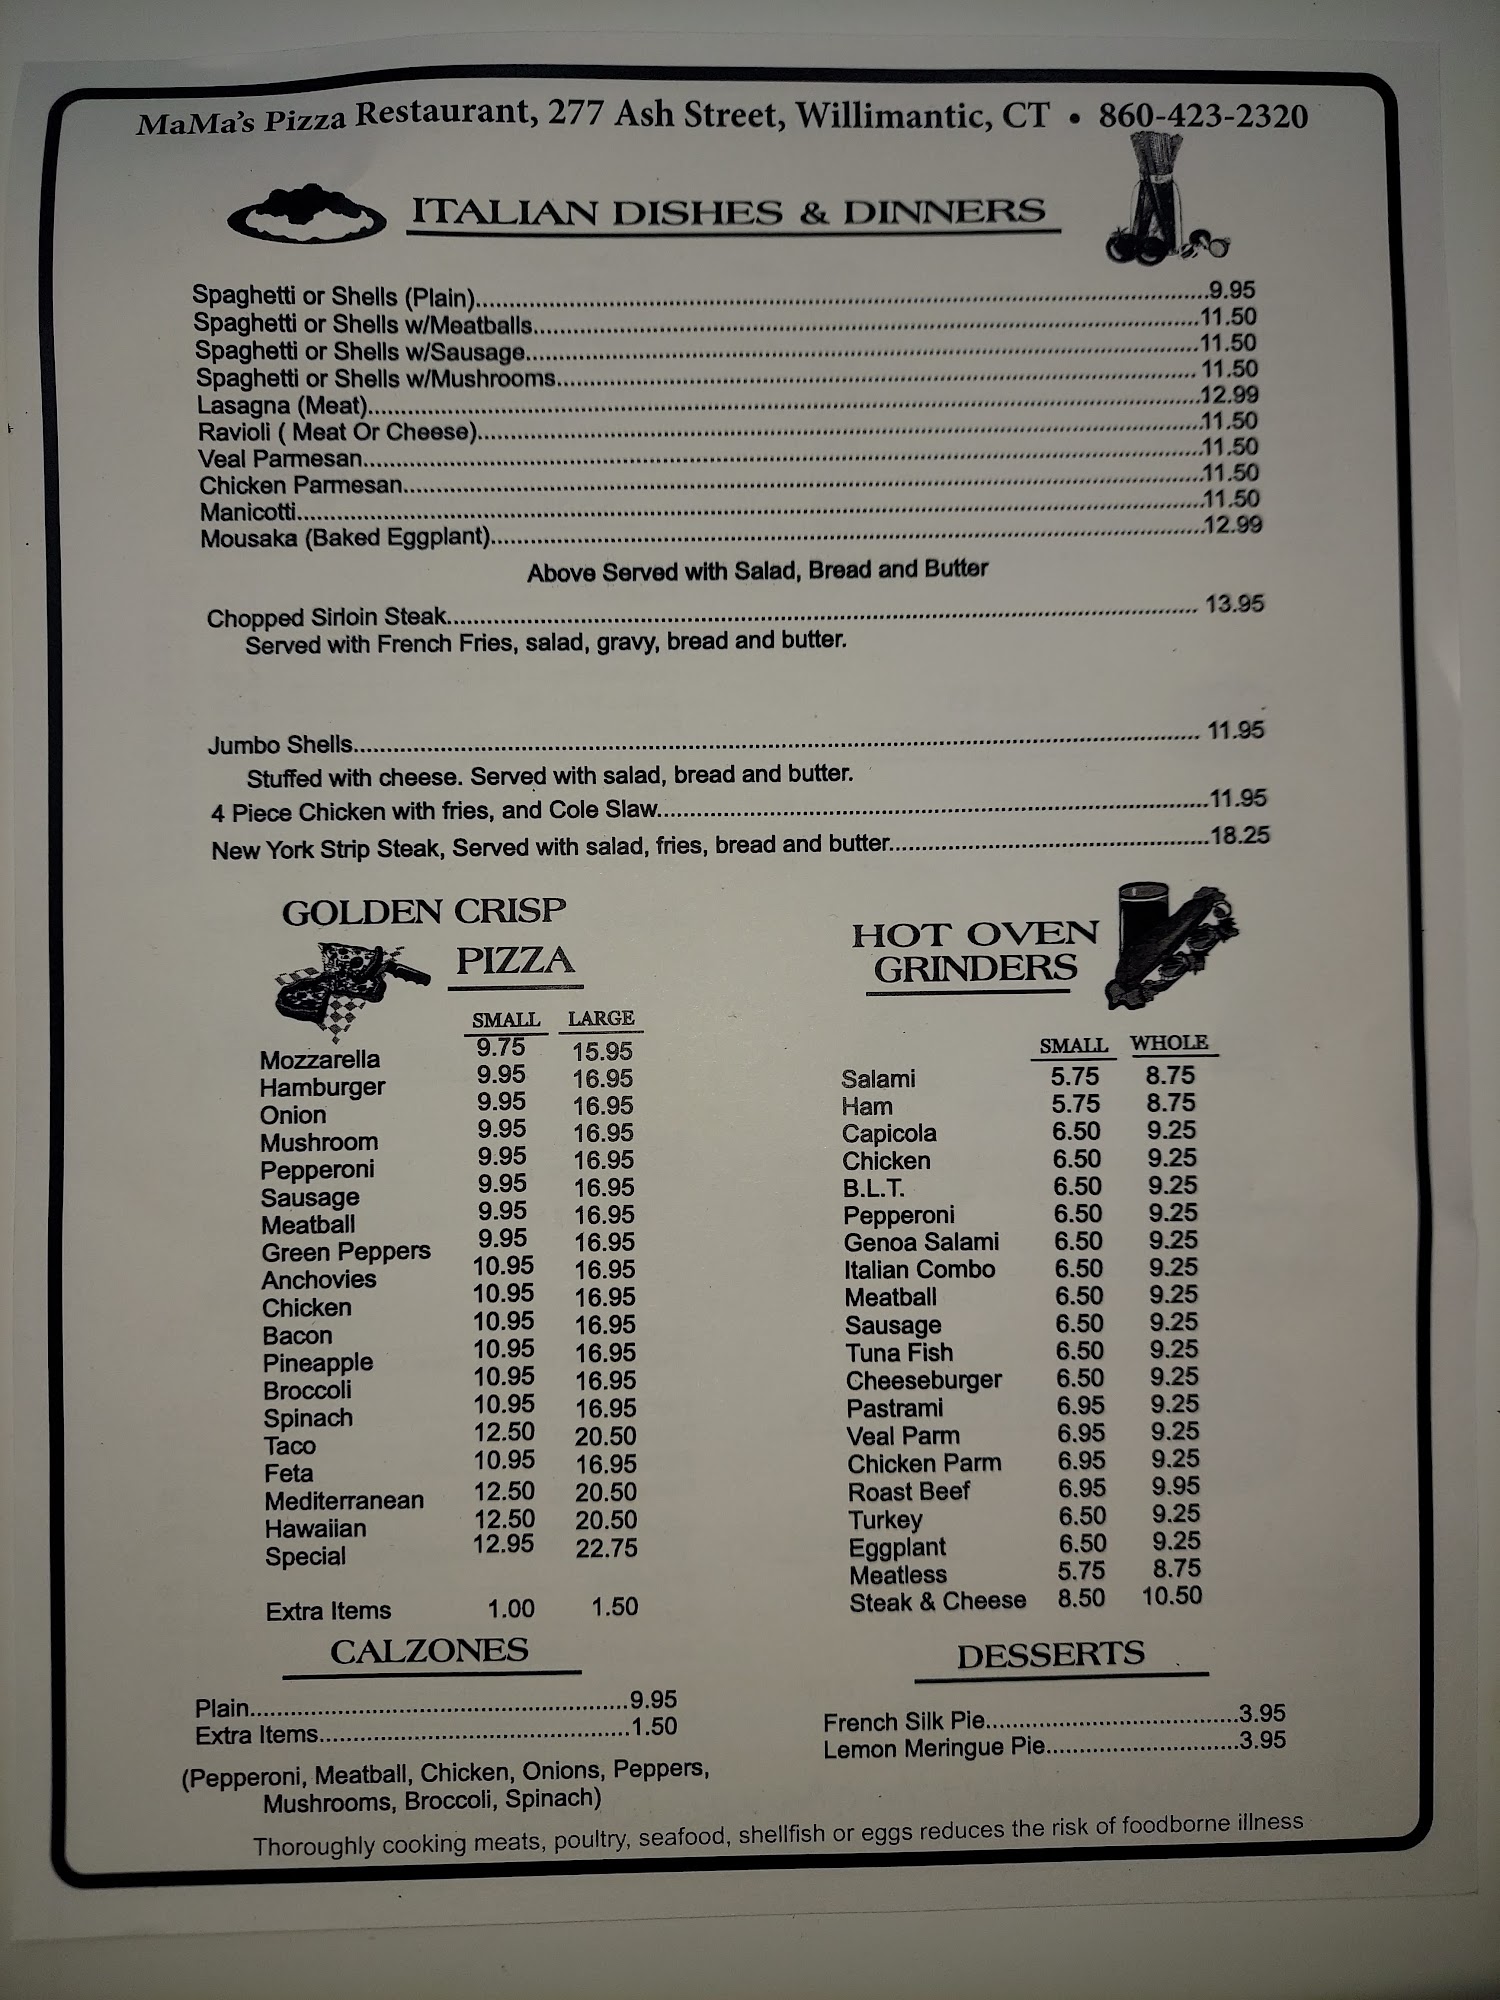 MaMa's Pizza Restaurant, 277 Ash Street, Willimantic, CT • 860-423-2320
ITALIAN DISHES & DINNERS
Spaghetti or Shells (Plain)...9.95
Spaghetti or Shells w/Meatballs...11.50
Spaghetti or Shells w/Sausage...11.50
Spaghetti or Shells w/Mushrooms...11.50
Lasagna (Meat)...12.99
Ravioli ( Meat Or Cheese)...11.50
Veal Parmesan...11.50
Chicken Parmesan...11.50
Manicotti...11.50
Mousaka (Baked Eggplant)...12.99
Above Served with Salad, Bread and Butter
Chopped Sirloin Steak...13.95
Served with French Fries, salad, gravy, bread and butter.
Jumbo Shells...11.95
Stuffed with cheese. Served with salad, bread and butter.
4 Piece Chicken with fries, and Cole Slaw...11.95
New York Strip Steak, Served with salad, fries, bread and butter...18.25
GOLDEN CRISP
PIZZA
SMALL LARGE
Mozzarella 9.75 15.95
Hamburger 9.95 16.95
Onion 9.95 16.95
Mushroom 9.95 16.95
Pepperoni 9.95 16.95
Sausage 9.95 16.95
Meatball 9.95 16.95
Green Peppers 9.95 16.95
Anchovies 10.95 16.95
Chicken 10.95 16.95
Bacon 10.95 16.95
Pineapple 10.95 16.95
Broccoli 10.95 16.95
Spinach 10.95 16.95
Taco 12.50 20.50
Feta 10.95 16.95
Mediterranean 12.50 20.50
Hawaiian 12.50 20.50
Special 12.95 22.75
Extra Items 1.00 1.50
HOT OVEN
GRINDERS
SMALL WHOLE
Salami 5.75 8.75
Ham 5.75 8.75
Capicola 6.50 9.25
Chicken 6.50 9.25
B.L.T. 6.50 9.25
Pepperoni 6.50 9.25
Genoa Salami 6.50 9.25
Italian Combo 6.50 9.25
Meatball 6.50 9.25
Sausage 6.50 9.25
Tuna Fish 6.50 9.25
Cheeseburger 6.50 9.25
Pastrami 6.95 9.25
Veal Parm 6.95 9.25
Chicken Parm 6.95 9.25
Roast Beef 6.95 9.95
Turkey 6.50 9.25
Eggplant 6.50 9.25
Meatless 5.75 8.75
Steak & Cheese 8.50 10.50
CALZONES
Plain...9.95
Extra Items...1.50
(Pepperoni, Meatball, Chicken, Onions, Peppers,
Mushrooms, Broccoli, Spinach)
DESSERTS
French Silk Pie...3.95
Lemon Meringue Pie...3.95
Thoroughly cooking meats, poultry, seafood, shellfish or eggs reduces the risk of foodborne illness